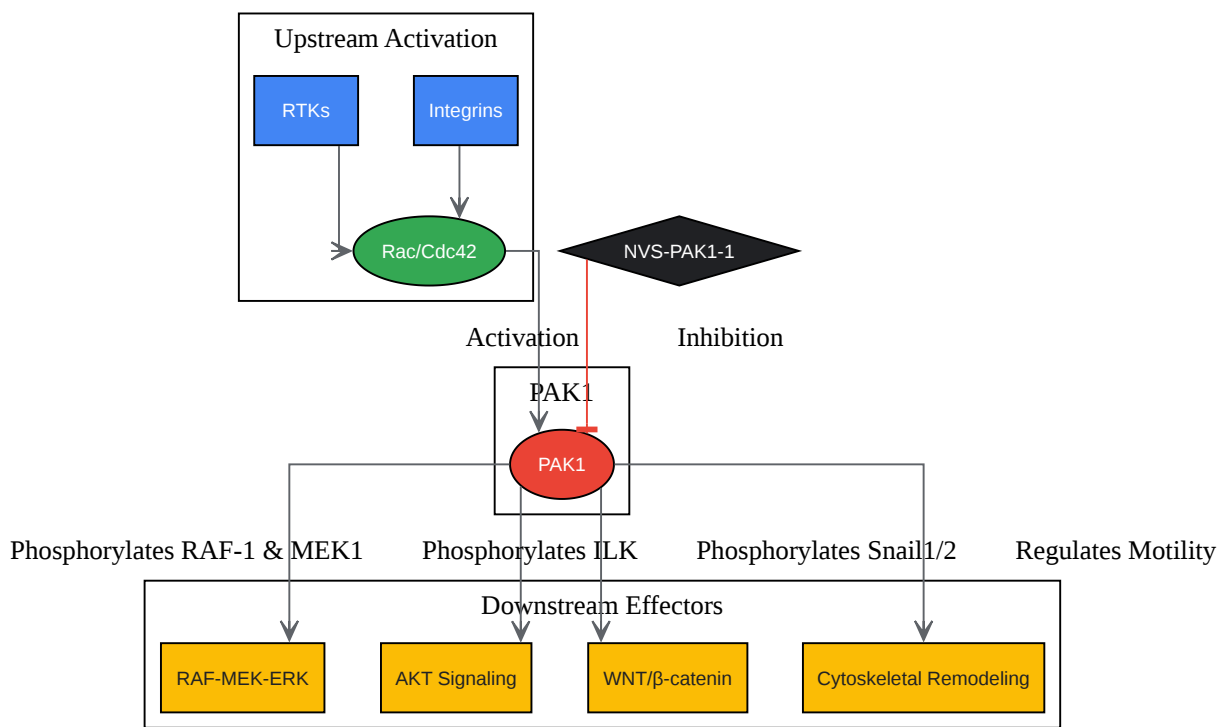 Upstream Activation
RTKs
Integrins
Rac/Cdc42
NVS-PAK1-1
Activation
Inhibition
PAK1
PAK1
Phosphorylates RAF-1 & MEK1
Phosphorylates ILK
Phosphorylates Snail1/2
Regulates Motility
Downstream Effectors
RAF-MEK-ERK
AKT Signaling
WNT/β-catenin
Cytoskeletal Remodeling